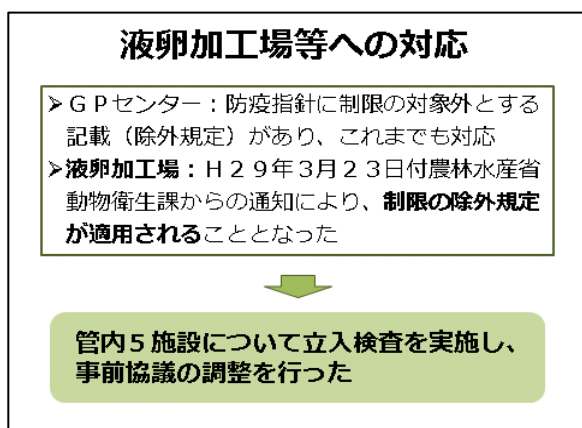 液卵加工場等への対応
➢ＧＰセンター：防疫指針に制限の対象外とする
記載（除外規定）があり、これまでも対応
➢液卵加工場：Ｈ２９年３月２３日付農林水産省
動物衛生課からの通知により、制限の除外規定
が適用されることとなった
管内５施設について立入検査を実施し、
事前協議の調整を行った